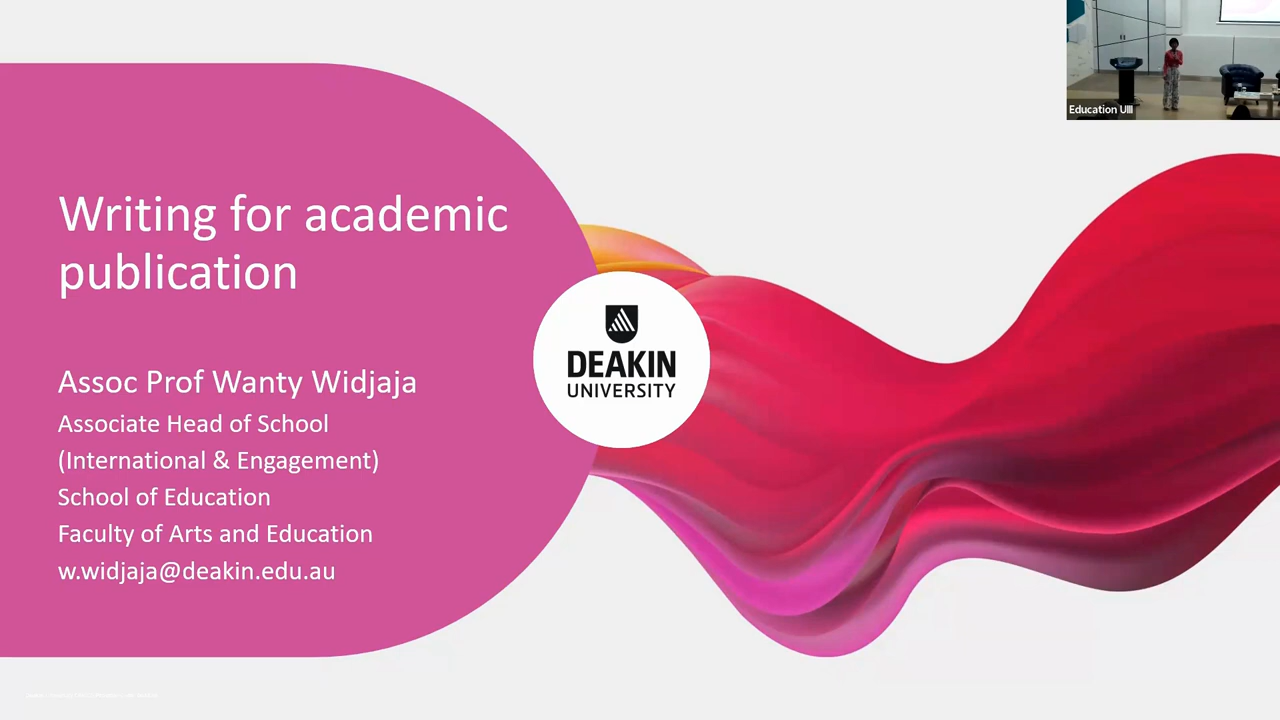 Writing for academic
publication
Assoc Prof Wanty Widjaja
Associate Head of School
(International & Engagement)
School of Education
Faculty of Arts and Education
w.widjaja@deakin.edu.au
DEAKIN
UNIVERSITY
Education UIII